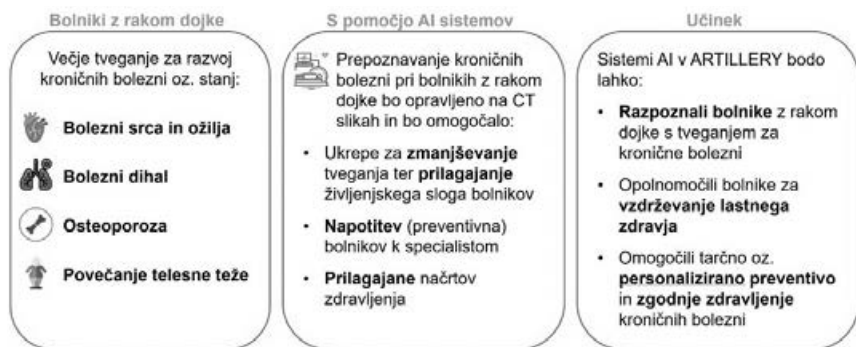 Bolniki z rakom dojke
Večje tveganje za razvoj
kroničnih bolezni oz. stanj:
Bolezni srca in ožilja
Bolezni dihal
Osteoporoza
Povečanje telesne teže
S pomočjo AI sistemov
Prepoznavanje kroničnih
bolezni pri bolnikih z rakom
dojke bo opravljeno na CT
slikah in bo omogočalo:
• Ukrepe za zmanjševanje
tveganja ter prilagajanje
življenjskega sloga bolnikov
• Napotitev (preventivna)
bolnikov k specialistom
• Prilagajane načrtov
zdravljenja
Učinek
Sistemi AI v ARTILLERY bodo
lahko:
• Razpoznali bolnike z rakom
dojke s tveganjem za
kronične bolezni
• Opolnomočili bolnike za
vzdrževanje lastnega
zdravja
• Omogočili tarčno oz.
personalizirano preventivo
in zgodnje zdravljenje
kroničnih bolezni